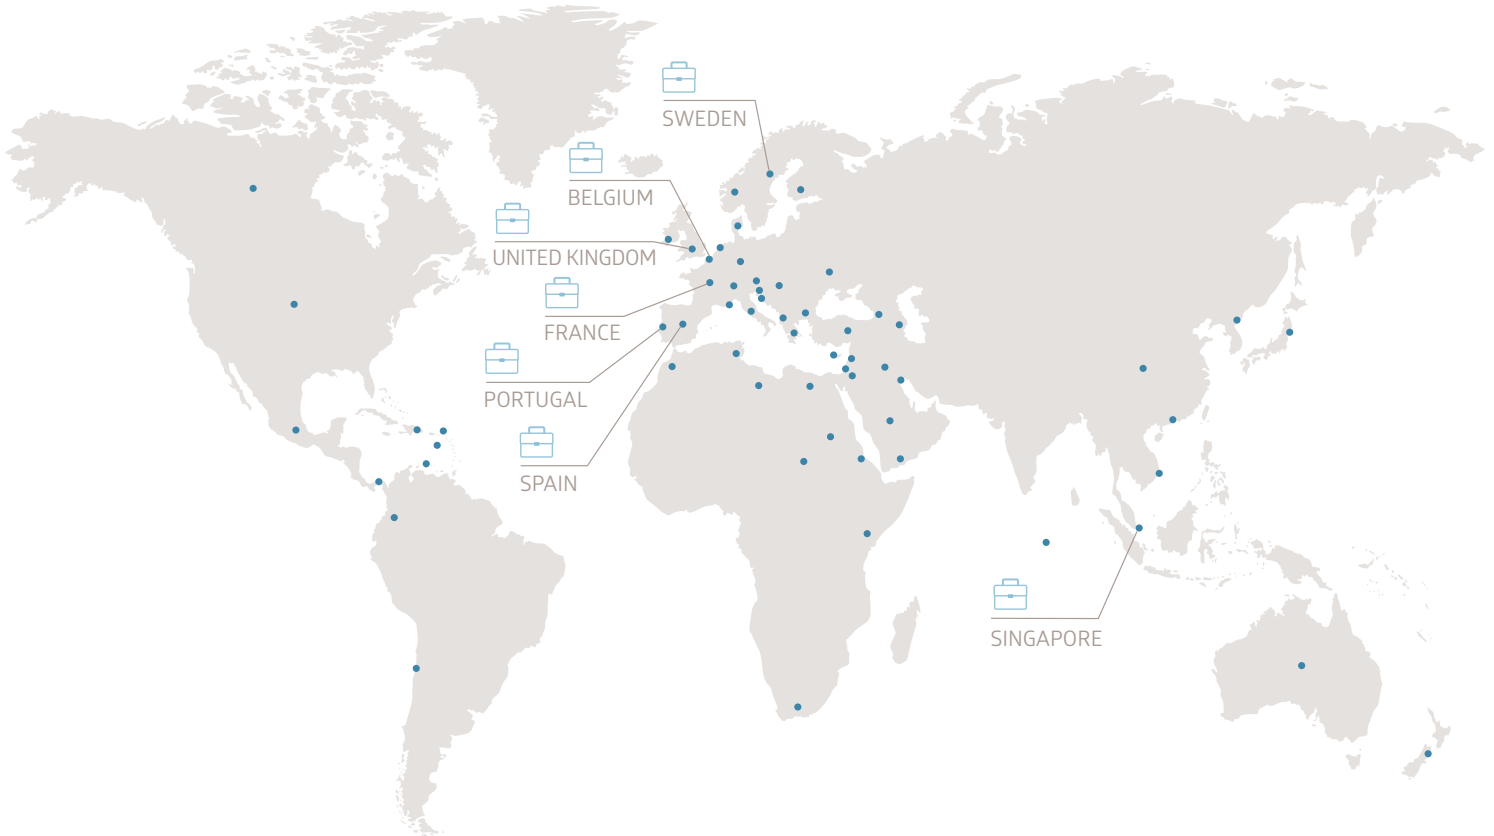 SWEDEN
BELGIUM
UNITED KINGDOM
FRANCE
PORTUGAL
SPAIN
SINGAPORE